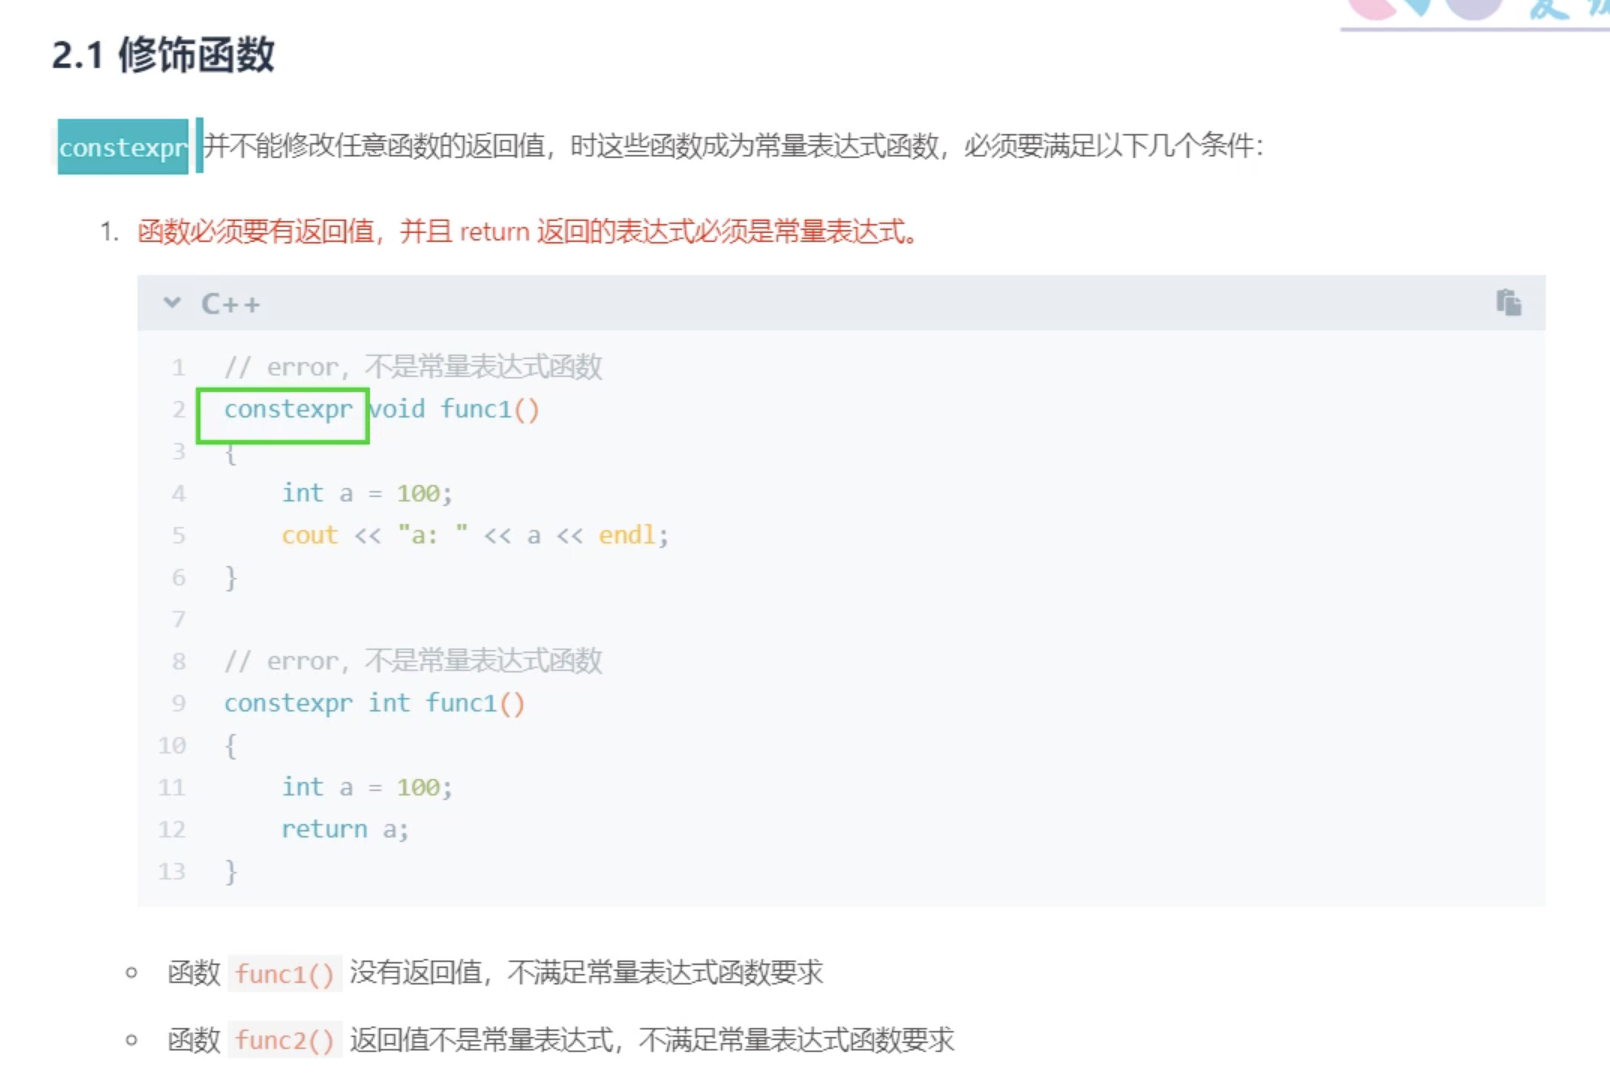 2.1 修饰函数
constexpr 并不能修改任意函数的返回值，时这些函数成为常量表达式函数，必须要满足以下几个条件：
1. 函数必须要有返回值，并且 return 返回的表达式必须是常量表达式。
C++
1 // error，不是常量表达式函数
2 constexpr void func1()
3 {
4     int a = 100;
5     cout << "a: " << a << endl;
6 }
7
8 // error，不是常量表达式函数
9 constexpr int func1()
10 {
11     int a = 100;
12     return a;
13 }
函数 func1() 没有返回值，不满足常量表达式函数要求
函数 func2() 返回值不是常量表达式，不满足常量表达式函数要求